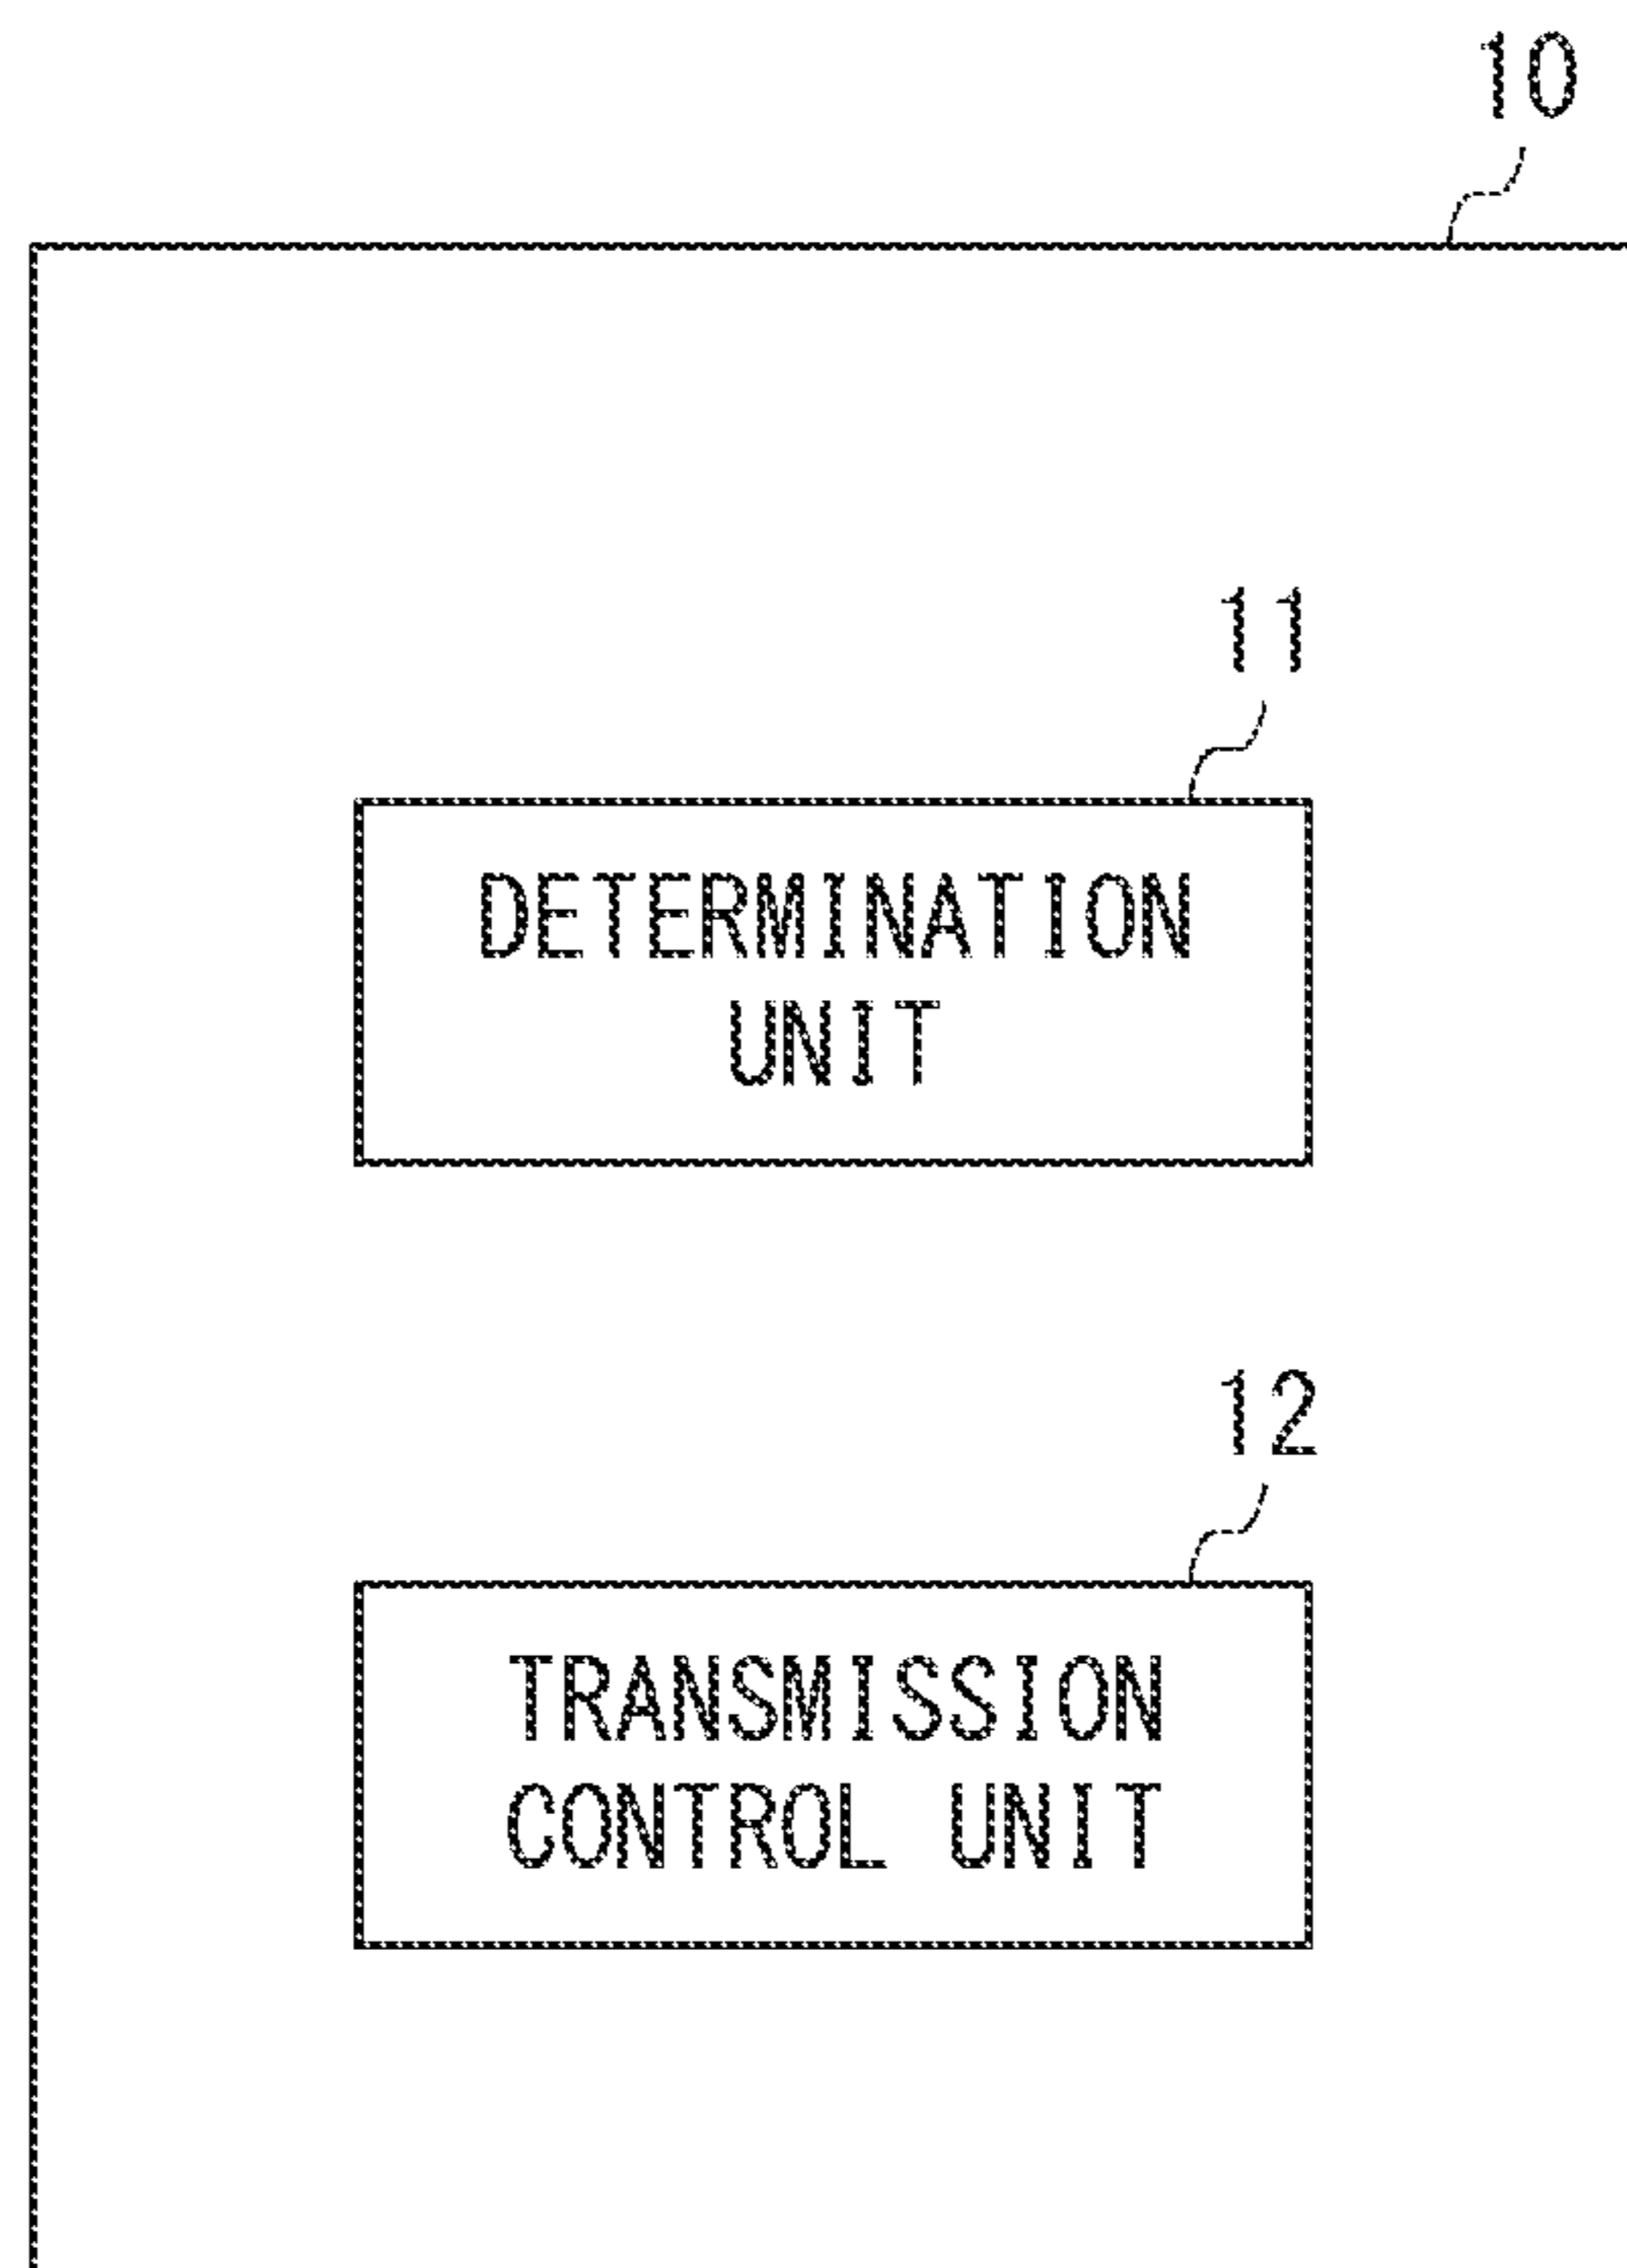 10
11
DETERMINATION
UNIT
12
TRANSMISSION
CONTROL UNIT